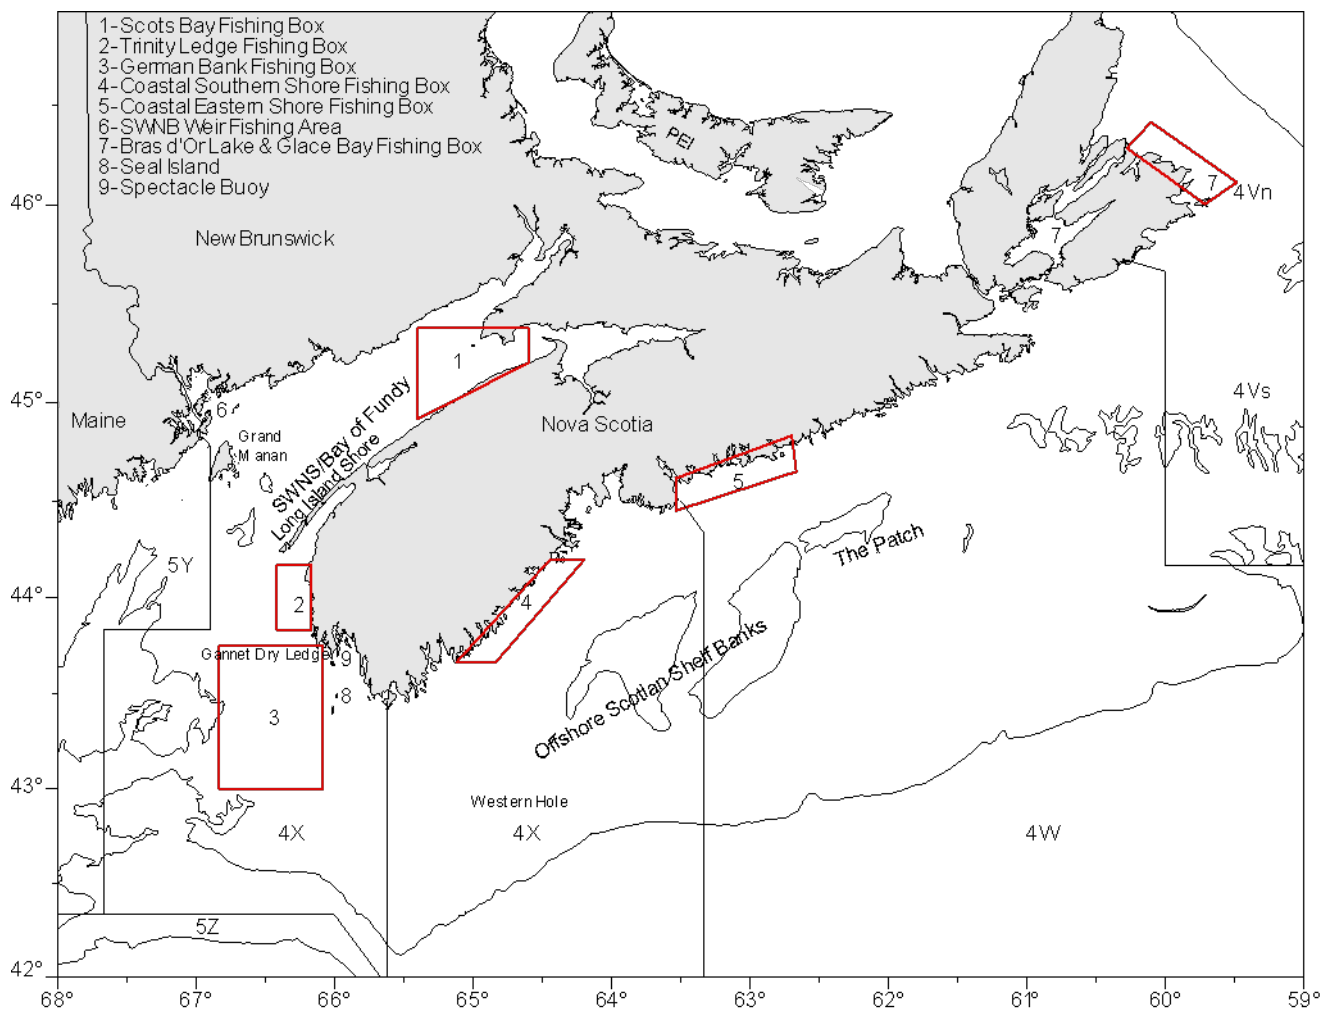 1-Scots Bay Fishing Box
2-Trinity Ledge Fishing Box
3-German Bank Fishing Box
4-Coastal Southern Shore Fishing Box
5-Coastal Eastern Shore Fishing Box
6-SWNB Weir Fishing Area
7-Bras d'Or Lake & Glace Bay Fishing Box
8-Seal Island
9-Spectacle Buoy
PEI
7
4Vn
46°
New Brunswick
7
1
45°
Maine
6
Grand
Manan
SWNS/Bay of Fundy
Long Island Shore
Nova Scotia
4Vs
5
The Patch
5Y
44°
2
4
Gannet Dry Ledge
9
8
3
Offshore Scotlian Shelf Banks
43°
Western Hole
4X
4X
4W
5Z
42°
68°
67°
66°
65°
64°
63°
62°
61°
60°
59°